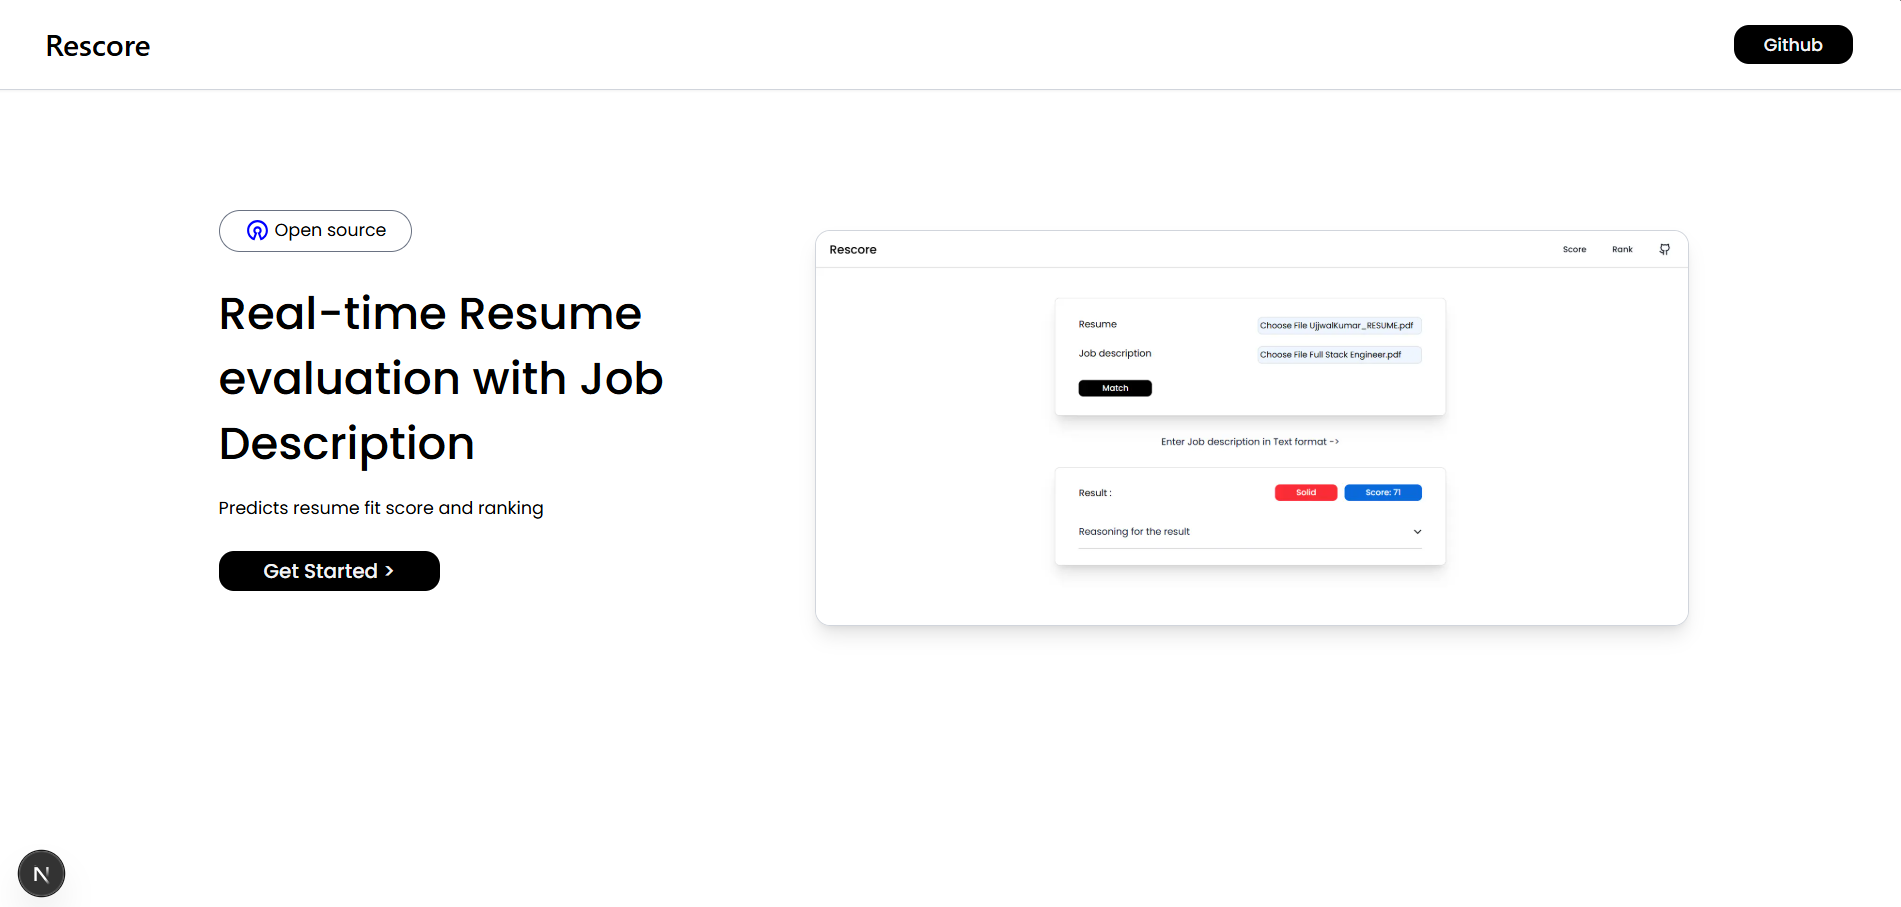 Rescore
Github
Open source
Real-time Resume
evaluation with Job
Description
Predicts resume fit score and ranking
Get Started >
Rescore
Score
Rank
Resume
Choose File UjjwalKumar_RESUME.pdf
Job description
Choose File Full Stack Engineer.pdf
Match
Enter Job description in Text format ->
Result :
Solid
Score: 71
Reasoning for the result
N